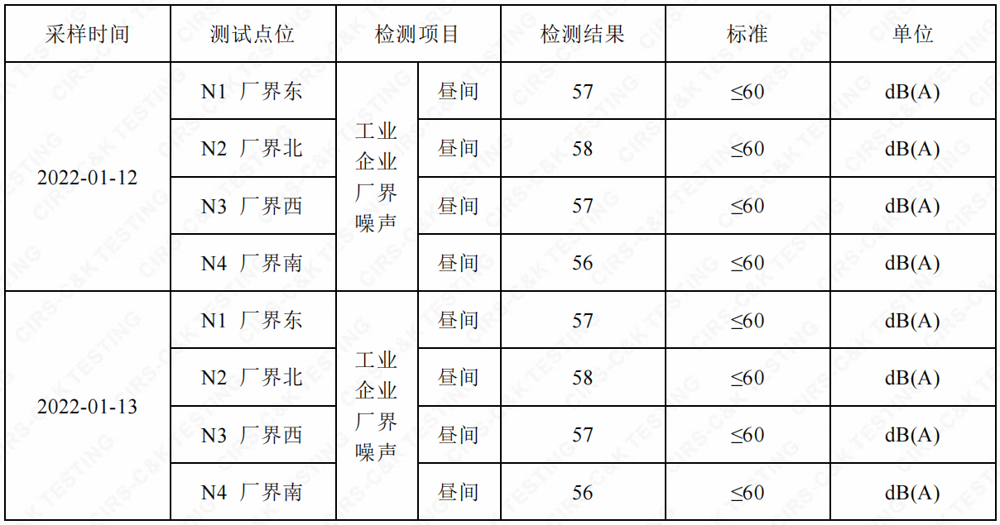 采样时间 测试点位 检测项目 检测结果 标准 单位
2022-01-12 N1 厂界东 工业企业厂界噪声 昼间 57 ≤60 dB(A)
N2 厂界北 昼间 58 ≤60 dB(A)
N3 厂界西 昼间 57 ≤60 dB(A)
N4 厂界南 昼间 56 ≤60 dB(A)
2022-01-13 N1 厂界东 工业企业厂界噪声 昼间 57 ≤60 dB(A)
N2 厂界北 昼间 58 ≤60 dB(A)
N3 厂界西 昼间 57 ≤60 dB(A)
N4 厂界南 昼间 56 ≤60 dB(A)
CIRS-C&K TESTING